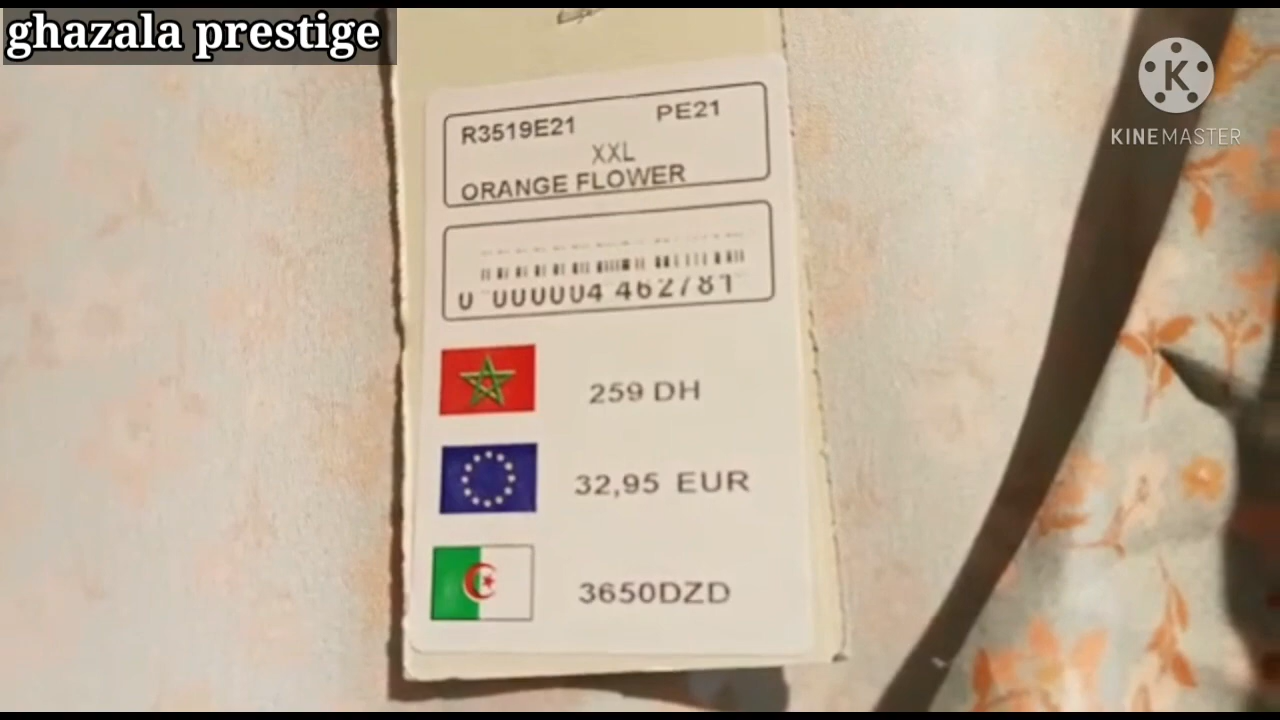 ghazala prestige
K
KINEMASTER
R3519E21 PE21
XXL
ORANGE FLOWER
0 000004 462781
259 DH
32,95 EUR
3650DZD